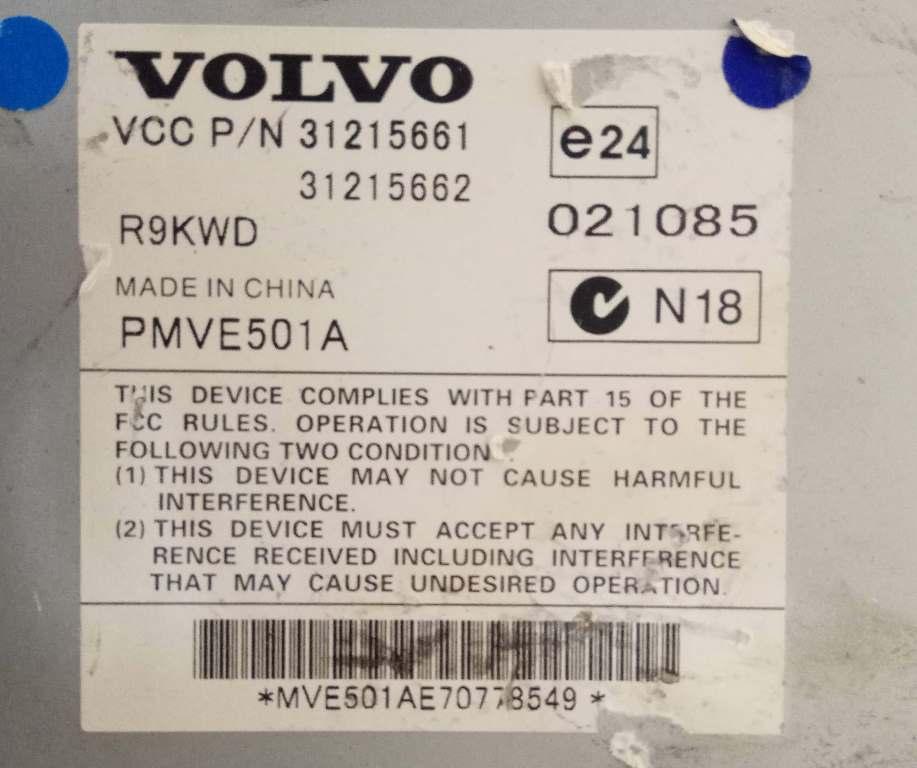 VOLVO
VCC P/N 31215661
31215662
e24
021085
R9KWD
MADE IN CHINA
PMVE501A
N18
THIS DEVICE COMPLIES WITH PART 15 OF THE
FCC RULES. OPERATION IS SUBJECT TO THE
FOLLOWING TWO CONDITION
(1) THIS DEVICE MAY NOT CAUSE HARMFUL
INTERFERENCE.
(2) THIS DEVICE MUST ACCEPT ANY INTERFE-
RENCE RECEIVED INCLUDING INTERFERENCE
THAT MAY CAUSE UNDESIRED OPERATION.
*MVE501AE70778549 *